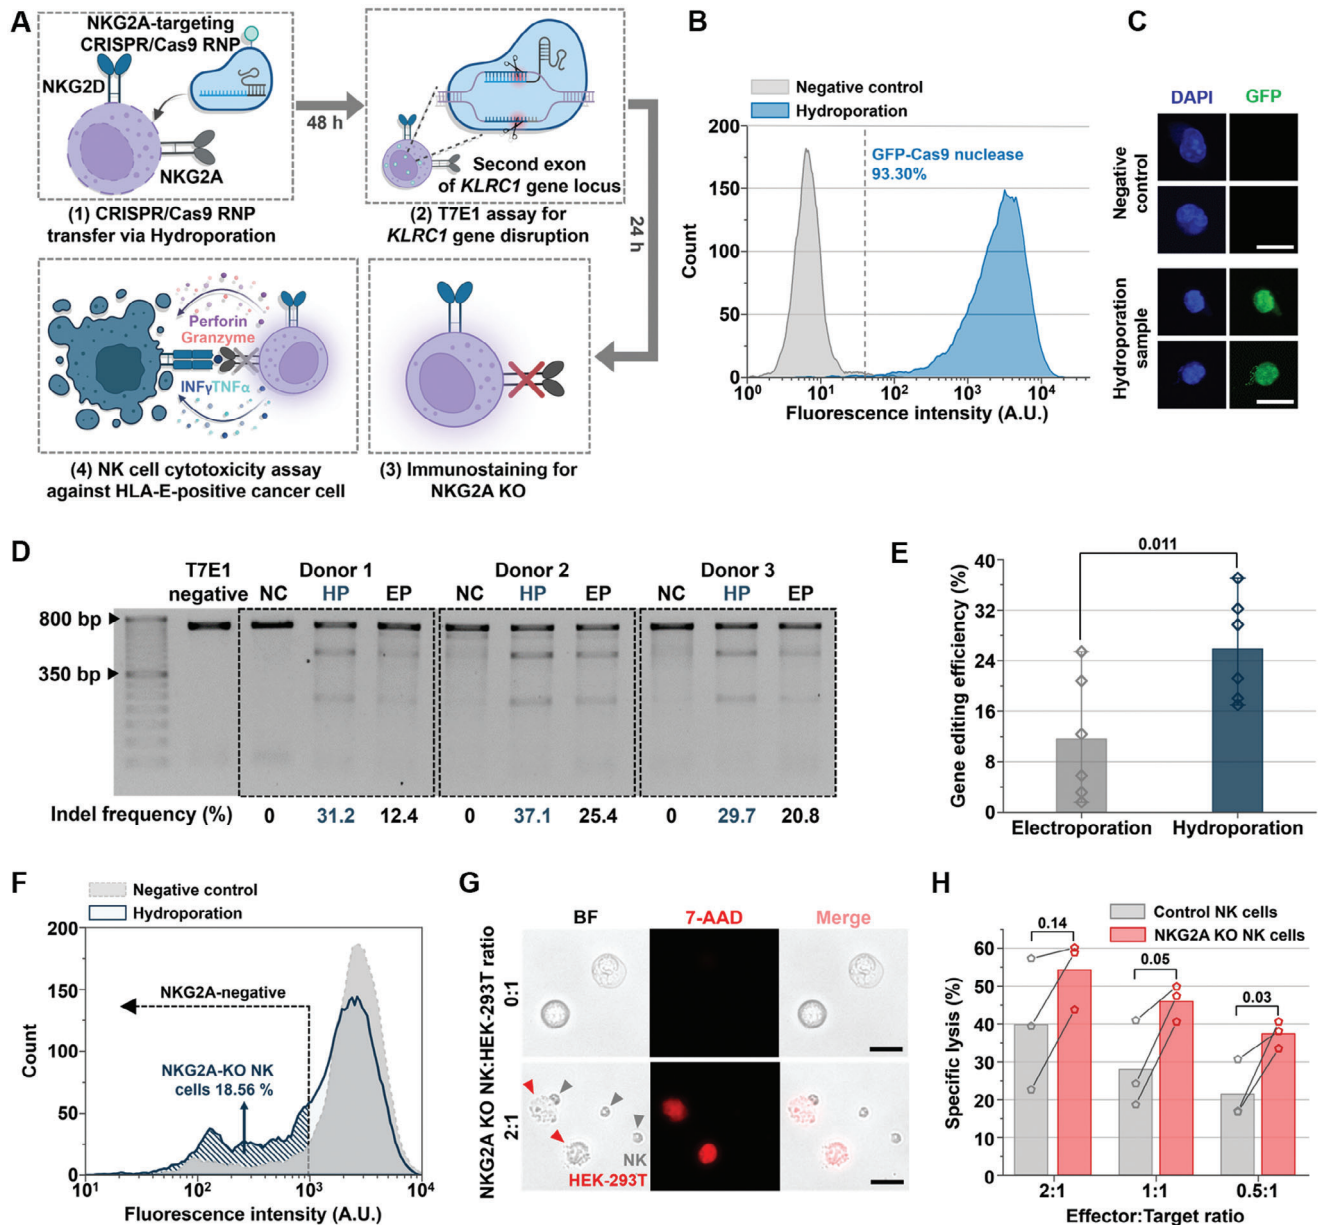 A
NKG2A-targeting
CRISPR/Cas9 RNP
NKG2D
NKG2A
48 h
Second exon
of KLRC1 gene locus
(1) CRISPR/Cas9 RNP
transfer via Hydroporation
(2) T7E1 assay for
KLRC1 gene disruption
24 h
Perforin
Granzyme
INFγ TNFα
(4) NK cell cytotoxicity assay
against HLA-E-positive cancer cell
(3) Immunostaining for
NKG2A KO
B
Negative control
Hydroporation
GFP-Cas9 nuclease
93.30%
Count
200
150
100
50
0
10⁰ 10¹ 10² 10³ 10⁴
Fluorescence intensity (A.U.)
C
DAPI GFP
Negative
control
Hydroporation
sample
D
T7E1
negative
Donor 1 Donor 2 Donor 3
NC HP EP NC HP EP NC HP EP
800 bp
350 bp
Indel frequency (%) 0 31.2 12.4 0 37.1 25.4 0 29.7 20.8
E
0.011
Gene editing efficiency (%)
40
32
24
16
8
0
Electroporation Hydroporation
F
Negative control
Hydroporation
NKG2A-negative
NKG2A-KO NK
cells 18.56 %
Count
200
150
100
50
0
10¹ 10² 10³ 10⁴
Fluorescence intensity (A.U.)
G
BF 7-AAD Merge
NKG2A KO NK:HEK-293T ratio
0:1
2:1
NK
HEK-293T
H
Control NK cells
NKG2A KO NK cells
0.14
0.05
0.03
Specific lysis (%)
60
50
40
30
20
10
0
2:1 1:1 0.5:1
Effector:Target ratio